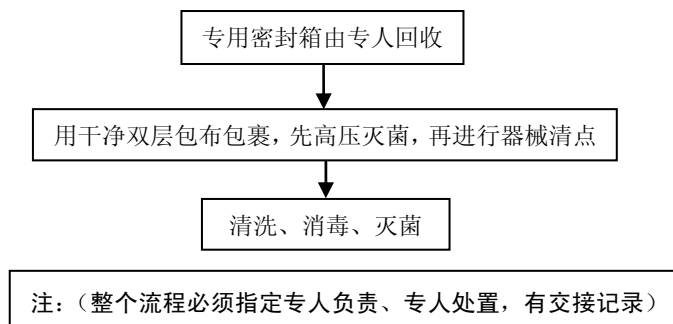 专用密封箱由专人回收
用干净双层包布包裹，先高压灭菌，再进行器械清点
清洗、消毒、灭菌
注：（整个流程必须指定专人负责、专人处置，有交接记录）